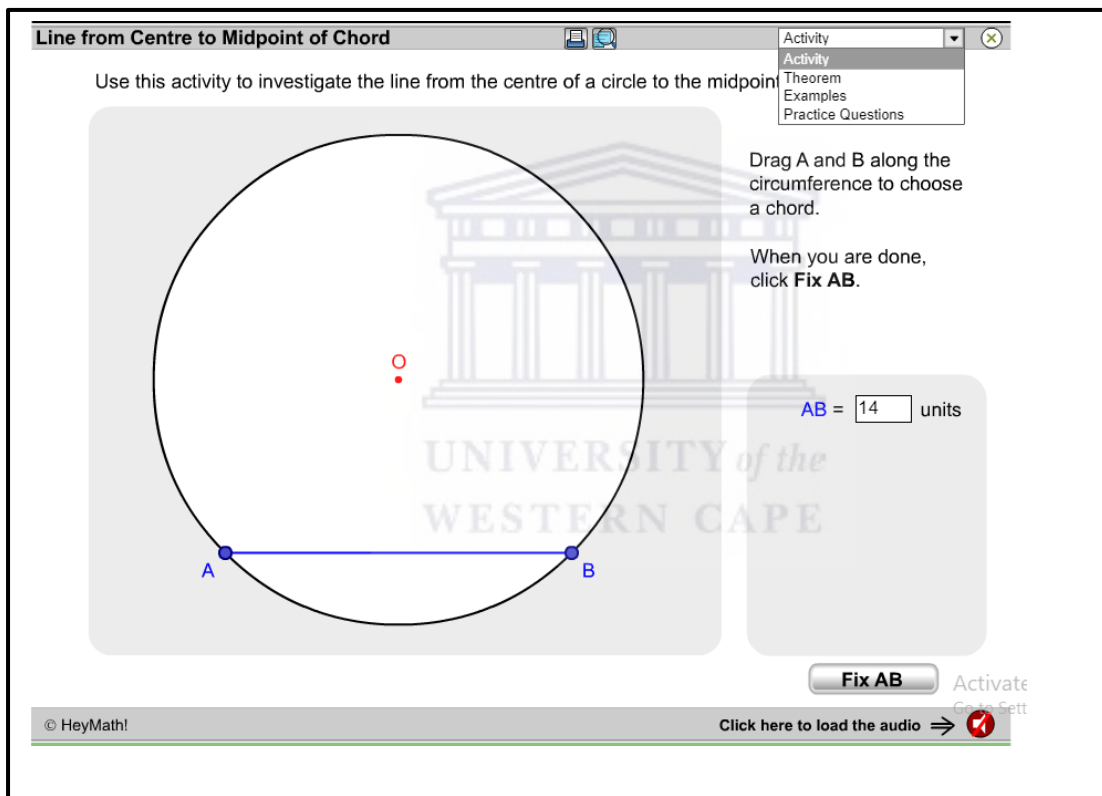 Line from Centre to Midpoint of Chord
Activity
Activity
Theorem
Examples
Practice Questions
Use this activity to investigate the line from the centre of a circle to the midpoint
Drag A and B along the
circumference to choose
a chord.
When you are done,
click Fix AB.
O
AB = 14 units
UNIVERSITY of the
WESTERN CAPE
A
B
Fix AB
Activate
Go to Sett
© HeyMath!
Click here to load the audio ⇒